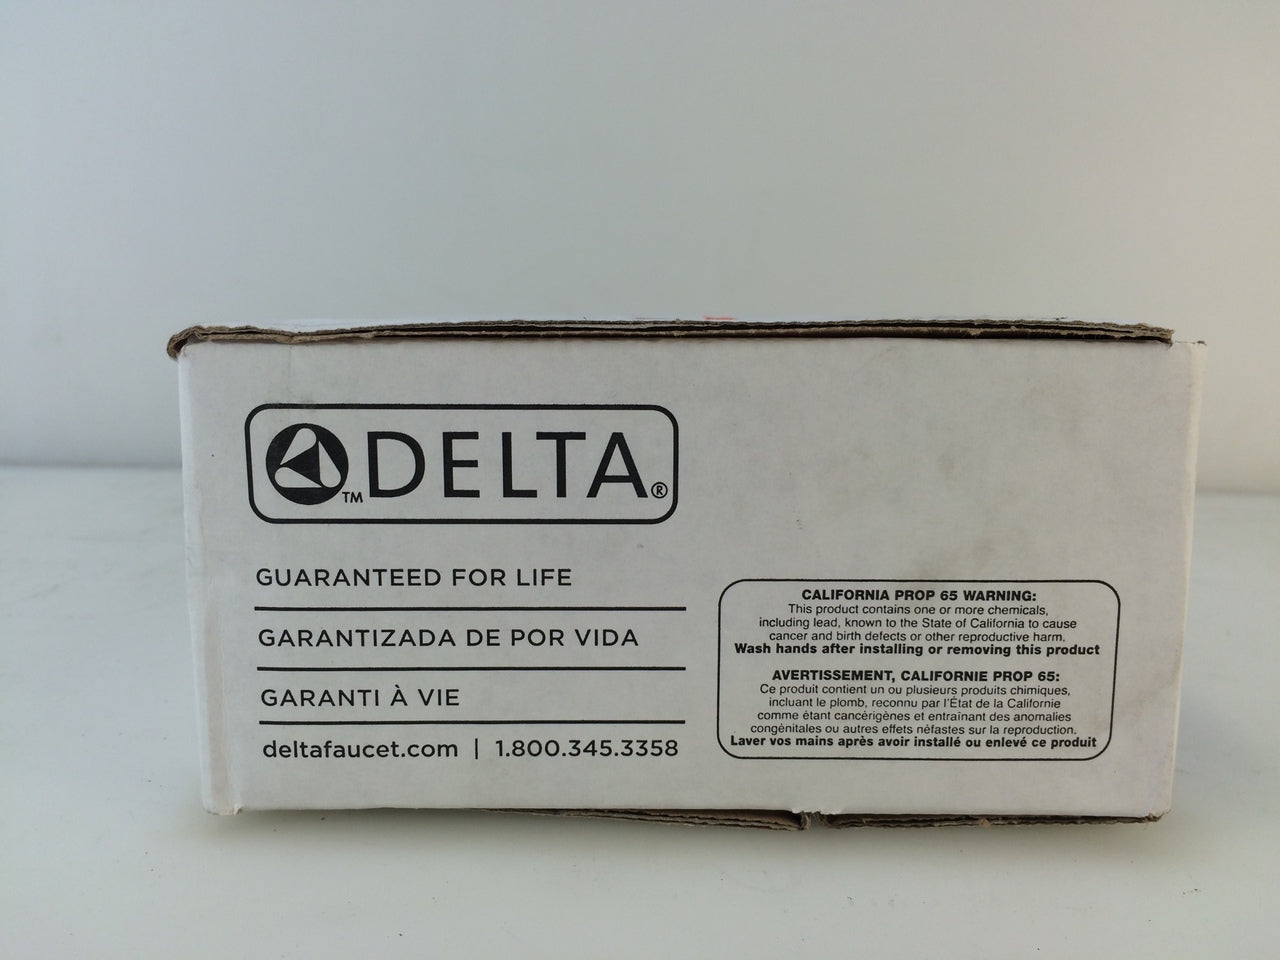 ™ DELTA®
GUARANTEED FOR LIFE
GARANTIZADA DE POR VIDA
GARANTI À VIE
deltafaucet.com | 1.800.345.3358
CALIFORNIA PROP 65 WARNING:
This product contains one or more chemicals,
including lead, known to the State of California to cause
cancer and birth defects or other reproductive harm.
Wash hands after installing or removing this product
AVERTISSEMENT, CALIFORNIE PROP 65:
Ce produit contient un ou plusieurs produits chimiques,
incluant le plomb, reconnu par l'État de la Californie
comme étant cancérigènes et entraînant des anomalies
congénitales ou autres effets néfastes sur la reproduction.
Laver vos mains après avoir installé ou enlevé ce produit